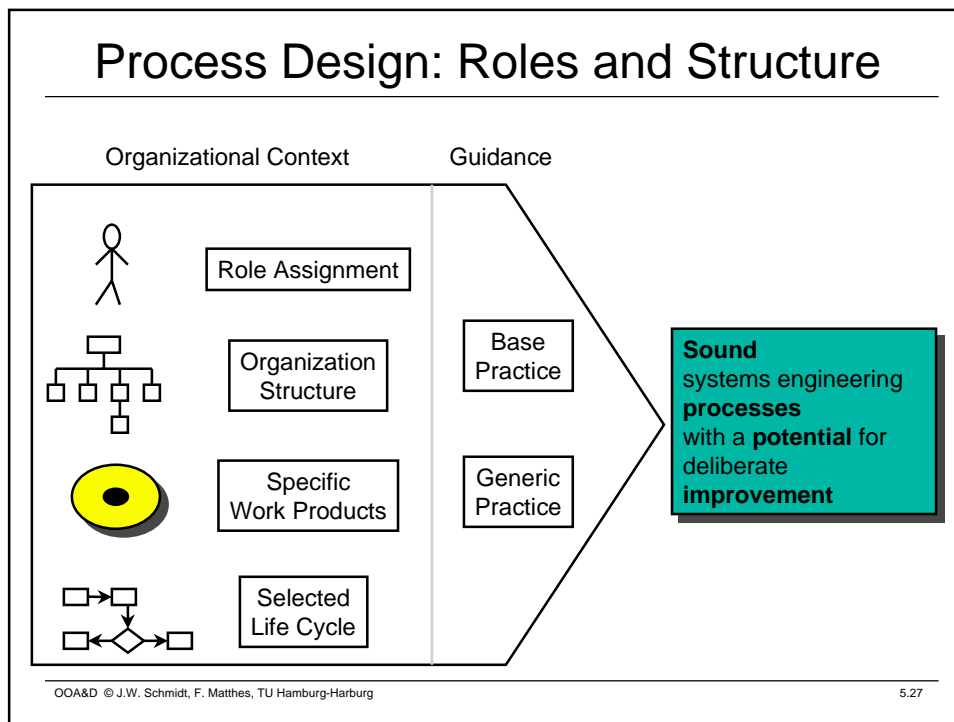 Process Design: Roles and Structure
Organizational Context
Guidance
Role Assignment
Organization
Structure
Specific
Work Products
Selected
Life Cycle
Base
Practice
Generic
Practice
Sound
systems engineering
processes
with a potential for
deliberate
improvement
OOA&D © J.W. Schmidt, F. Matthes, TU Hamburg-Harburg
5.27